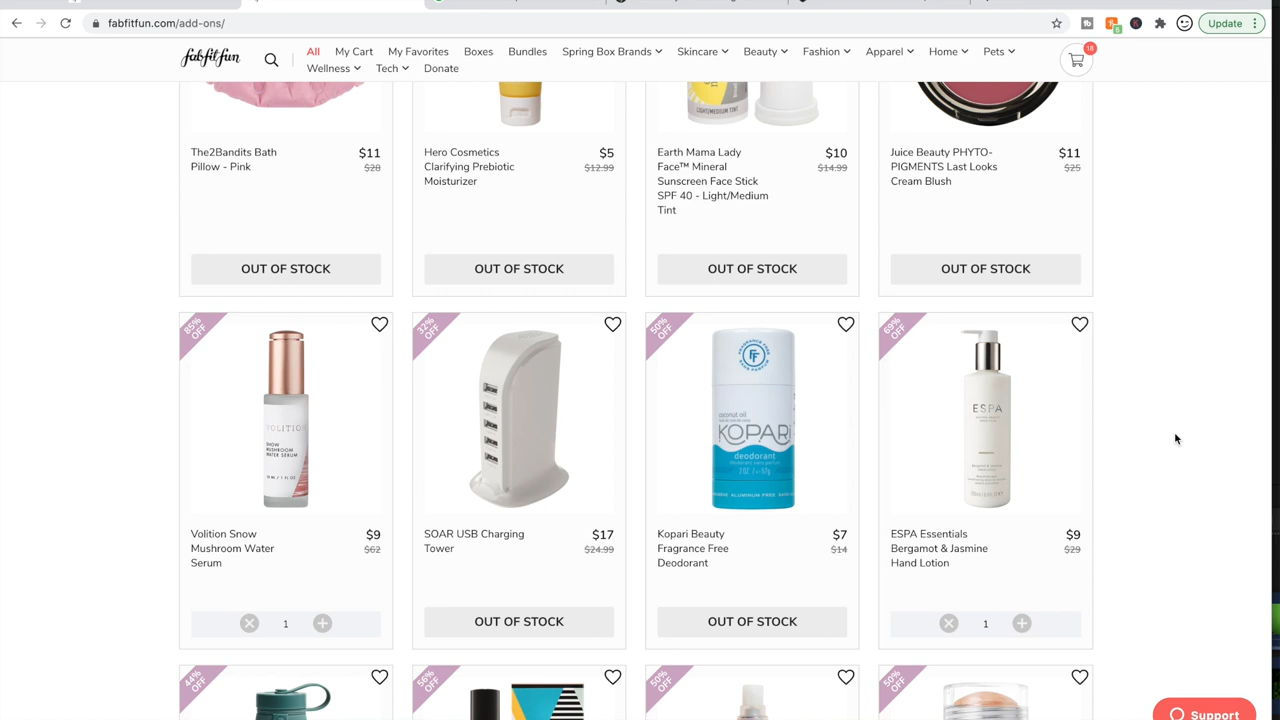 fabfitfun.com/add-ons/
Update
5
fabfitfun
All My Cart My Favorites Boxes Bundles Spring Box Brands Skincare Beauty Fashion Apparel Home Pets
Wellness Tech Donate
18
LIGHT/MEDIUM TINT
The2Bandits Bath
Pillow - Pink
$11
$28
OUT OF STOCK
Hero Cosmetics
Clarifying Prebiotic
Moisturizer
$5
$12.99
OUT OF STOCK
Earth Mama Lady
Face™ Mineral
Sunscreen Face Stick
SPF 40 - Light/Medium
Tint
$10
$14.99
OUT OF STOCK
Juice Beauty PHYTO-
PIGMENTS Last Looks
Cream Blush
$11
$25
OUT OF STOCK
85%
OFF
VOLITION
SNOW
MUSHROOM
WATER SERUM
Volition Snow
Mushroom Water
Serum
$9
$62
1
32%
OFF
SOAR USB Charging
Tower
$17
$24.99
OUT OF STOCK
50%
OFF
FRAGRANCE FREE
FF
coconut oil
KOPARI
deodorant
ALUMINUM FREE
Kopari Beauty
Fragrance Free
Deodorant
$7
$14
OUT OF STOCK
69%
OFF
ESPA
ESPA Essentials
Bergamot & Jasmine
Hand Lotion
$9
$29
1
44%
OFF
56%
OFF
50%
OFF
50%
OFF
Support